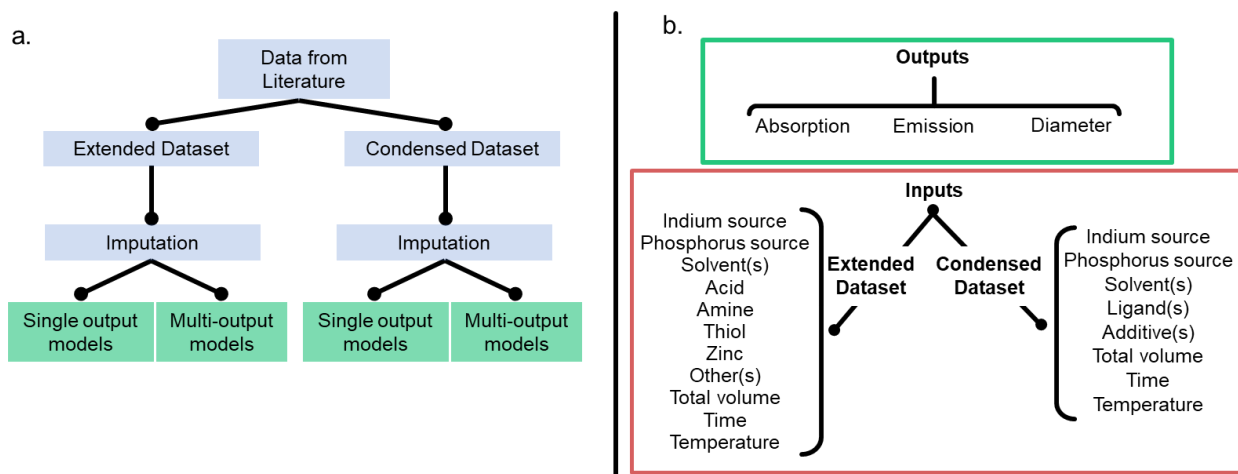 a.
Data from
Literature
Extended Dataset
Condensed Dataset
Imputation
Imputation
Single output
models
Multi-output
models
Single output
models
Multi-output
models
b.
Outputs
Absorption
Emission
Diameter
Inputs
Indium source
Phosphorus source
Solvent(s)
Acid
Amine
Thiol
Zinc
Other(s)
Total volume
Time
Temperature
Extended
Dataset
Condensed
Dataset
Indium source
Phosphorus source
Solvent(s)
Ligand(s)
Additive(s)
Total volume
Time
Temperature